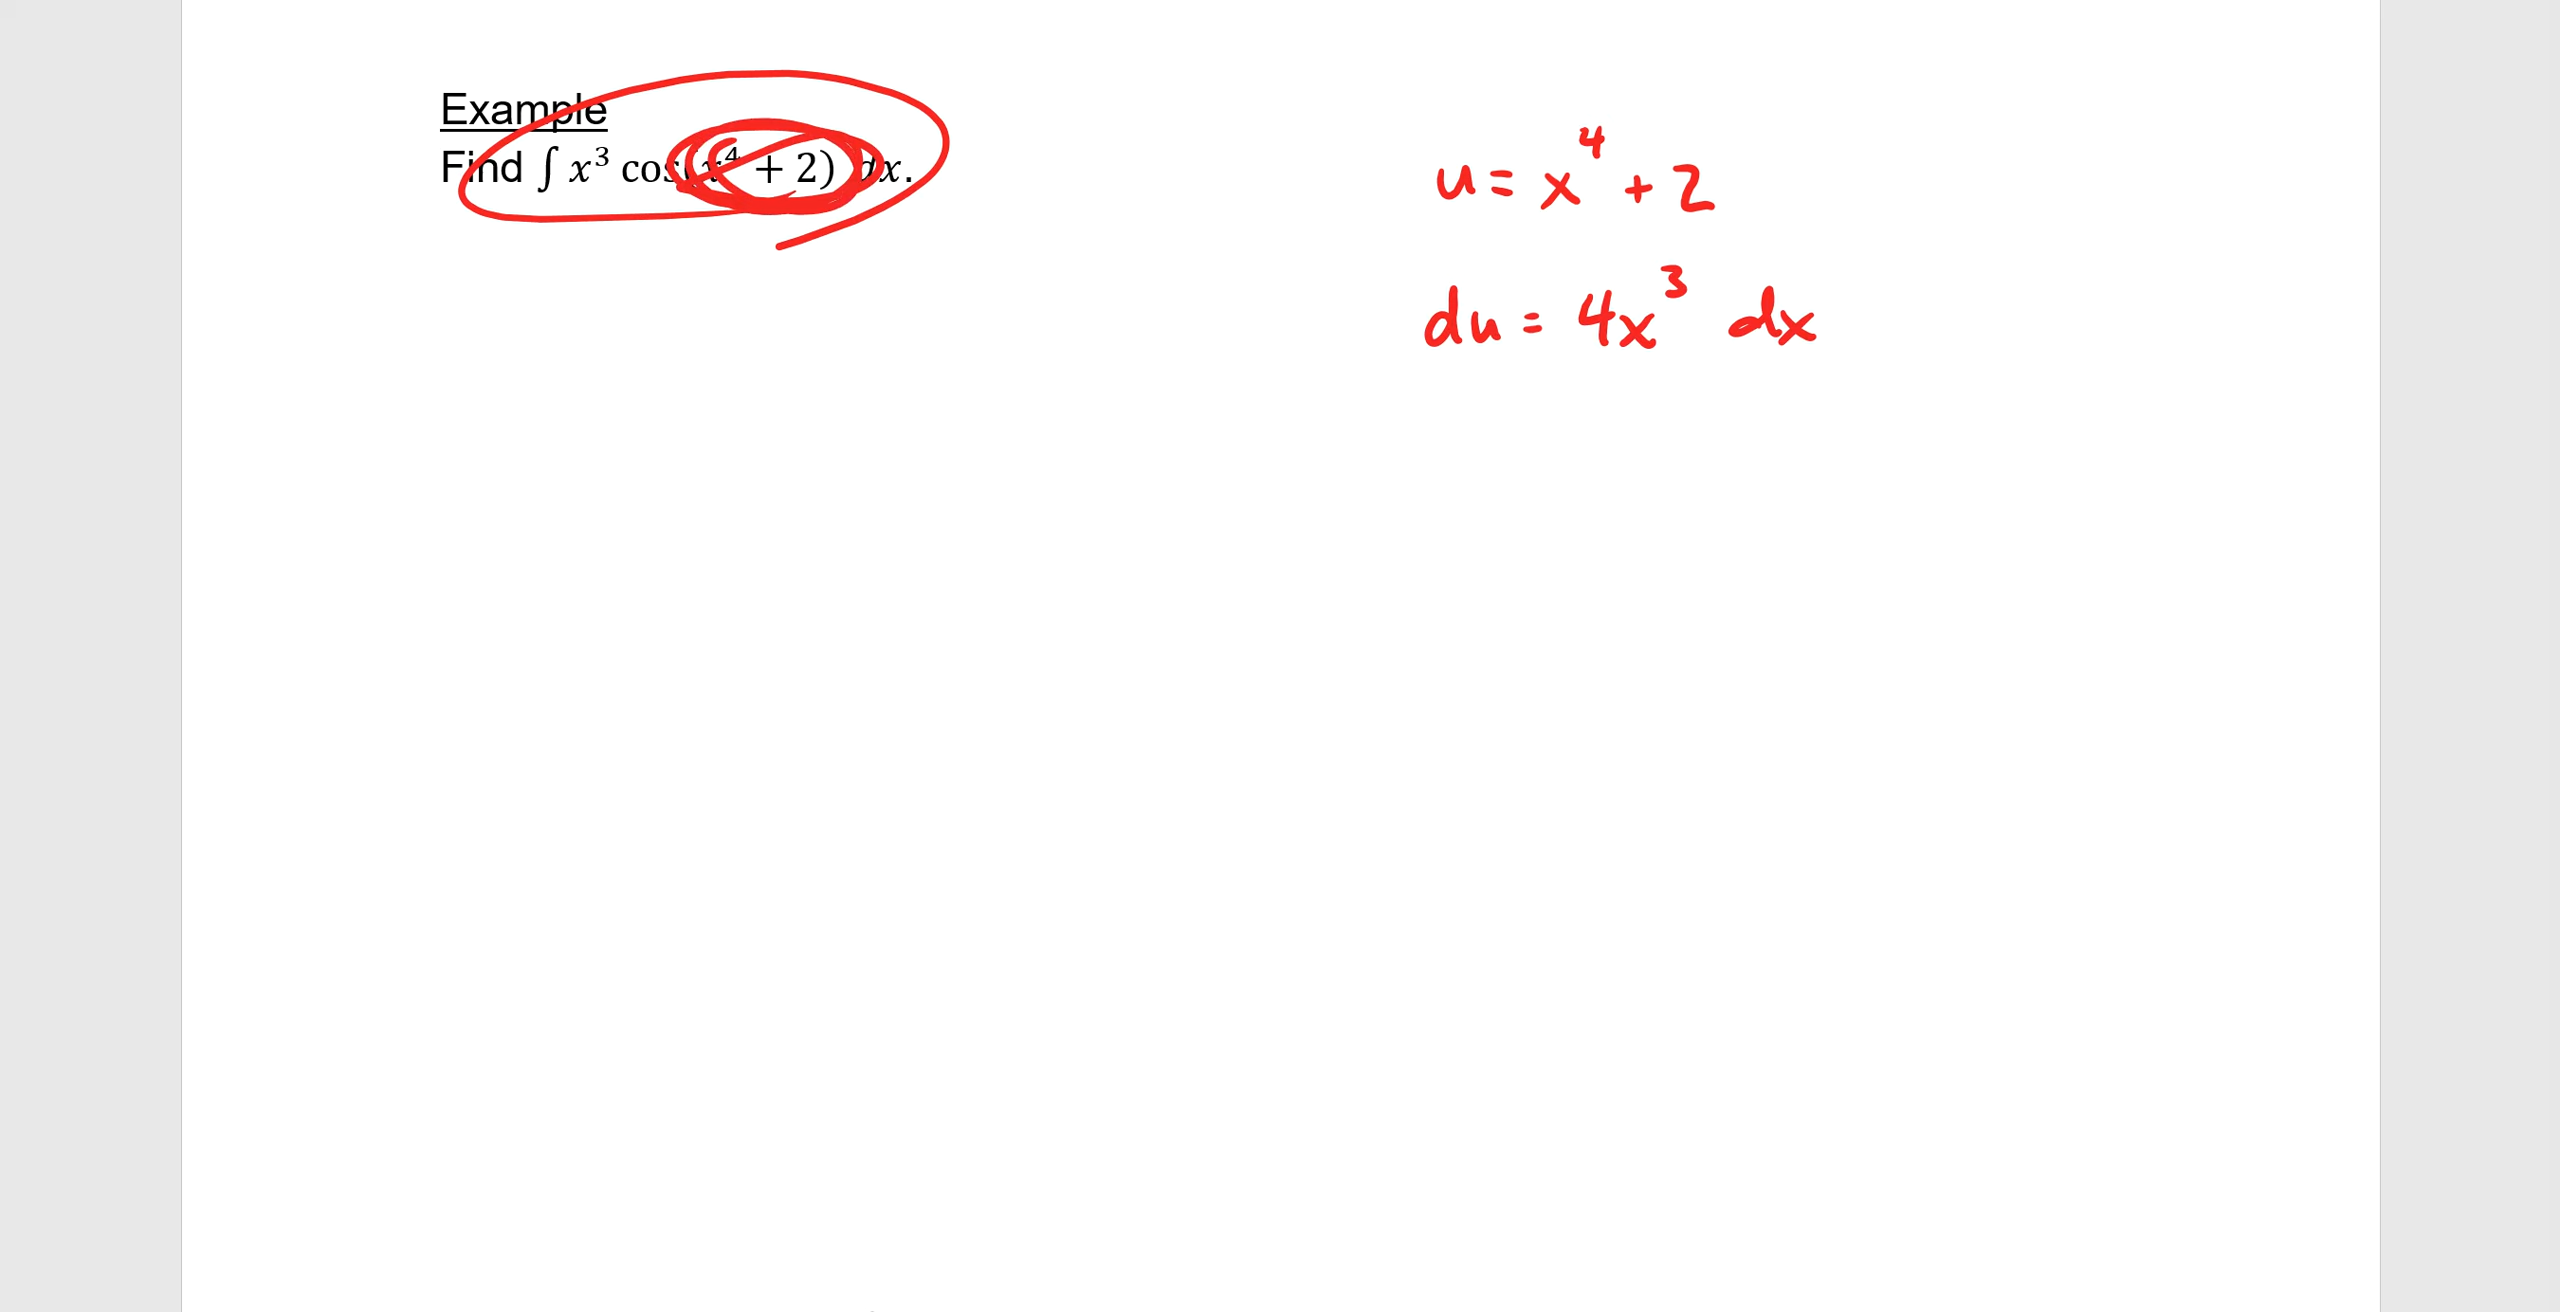 Example
Find ∫ x³ cos(x⁴ + 2) dx.
u = x⁴ + 2
du = 4x³ dx